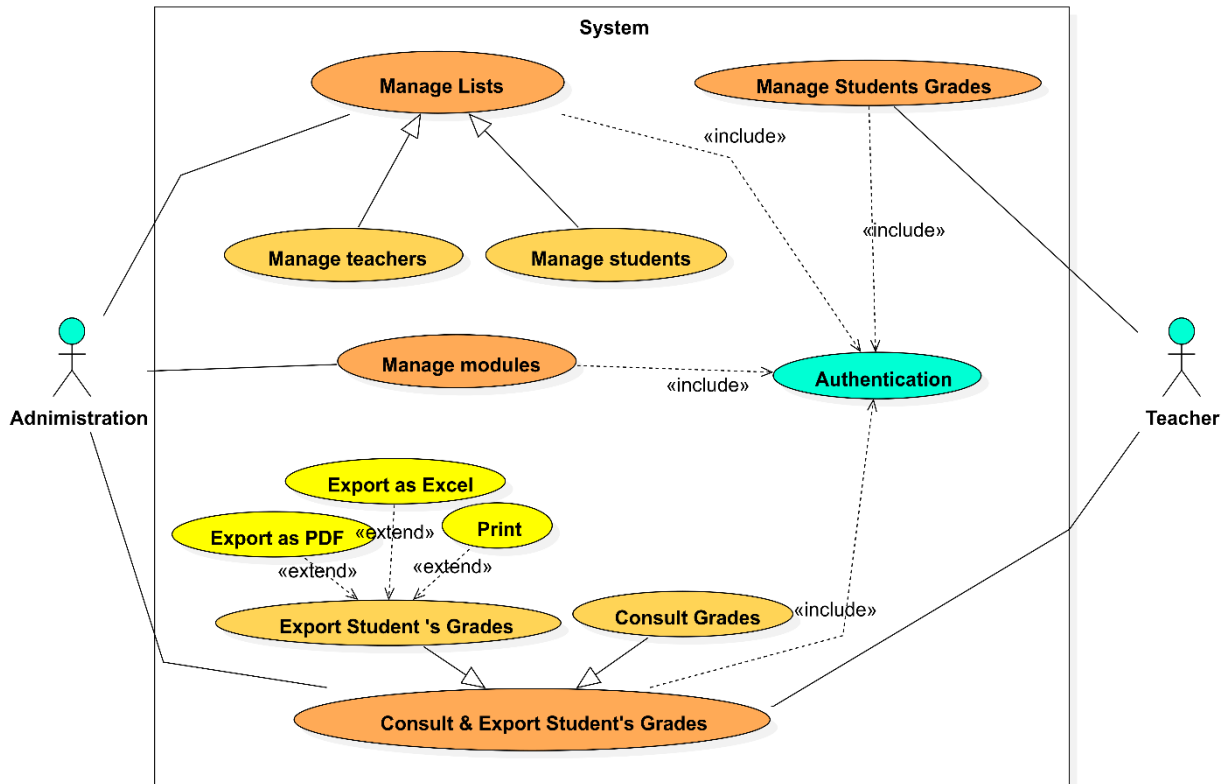 System
Manage Lists
Manage Students Grades
«include»
«include»
Manage teachers
Manage students
Manage modules
«include»
Authentication
Adnimistration
Teacher
Export as Excel
Export as PDF
«extend»
Print
«extend»
«extend»
Consult Grades
«include»
Export Student 's Grades
Consult & Export Student's Grades